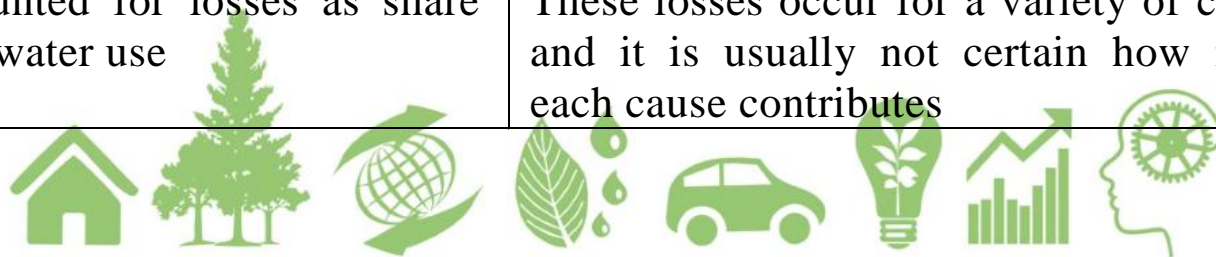 unted for losses as share
water use
These losses occur for a variety of c
and it is usually not certain how
each cause contributes